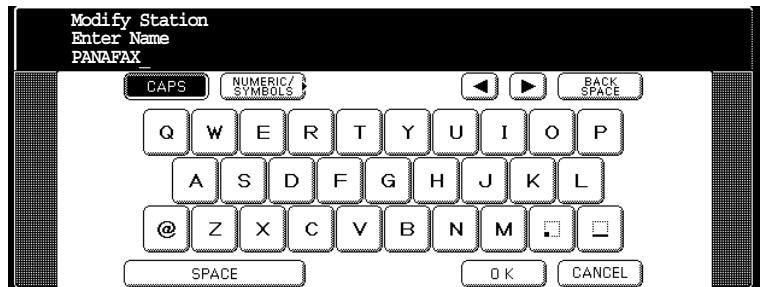 Modify Station
Enter Name
PANAFAX_
CAPS NUMERIC/ SYMBOLS ◀ ▶ BACK SPACE
Q W E R T Y U I O P
A S D F G H J K L
@ Z X C V B N M . _
SPACE OK CANCEL